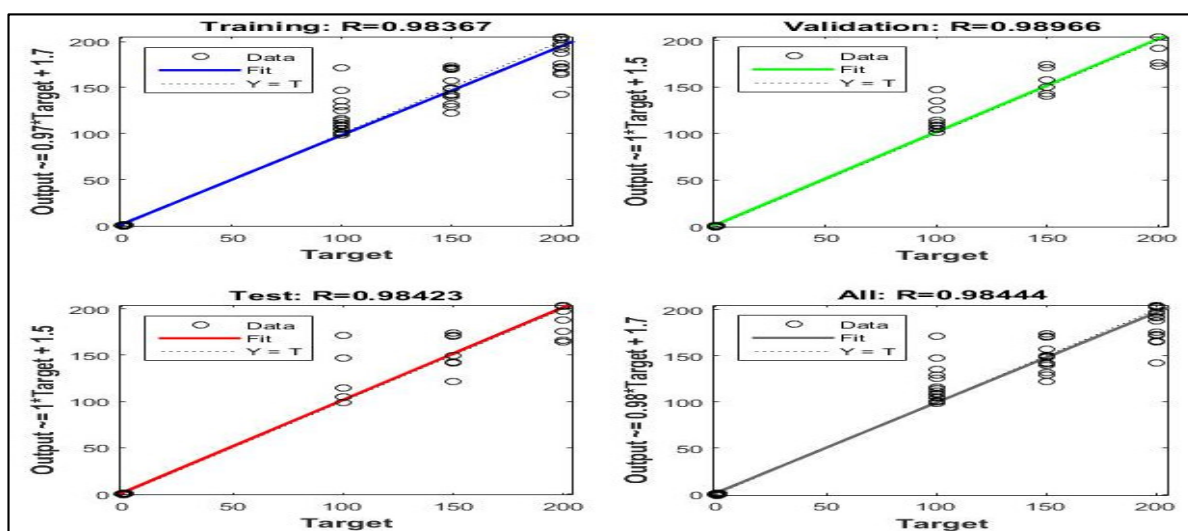 Training: R=0.98367
Output ~= 0.97*Target + 1.7
200
150
100
50
0
Data
Fit
Y = T
0 50 100 150 200
Target
Validation: R=0.98966
Output ~= 1*Target + 1.5
200
150
100
50
0
Data
Fit
Y = T
0 50 100 150 200
Target
Test: R=0.98423
Output ~= 1*Target + 1.5
200
150
100
50
0
Data
Fit
Y = T
0 50 100 150 200
Target
All: R=0.98444
Output ~= 0.98*Target + 1.7
200
150
100
50
0
Data
Fit
Y = T
0 50 100 150 200
Target